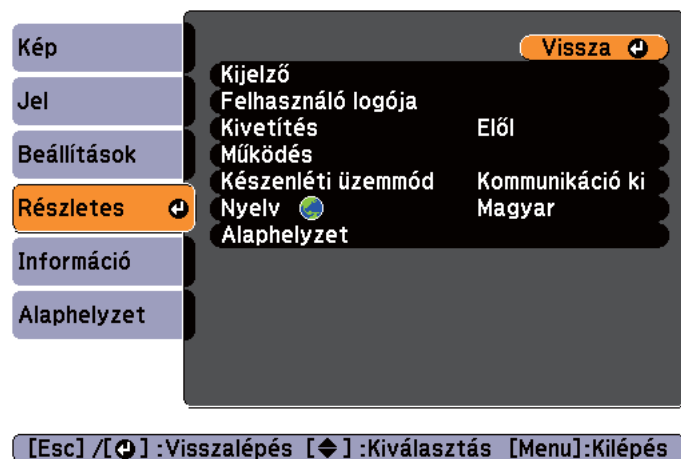 Kép
Jel
Beállítások
Részletes
Információ
Alaphelyzet
Vissza
Kijelző
Felhasználó logója
Kivetítés Elől
Működés
Készenléti üzemmód Kommunikáció ki
Nyelv Magyar
Alaphelyzet
[Esc] /[ ] :Visszalépés [ ] :Kiválasztás [Menu]:Kilépés